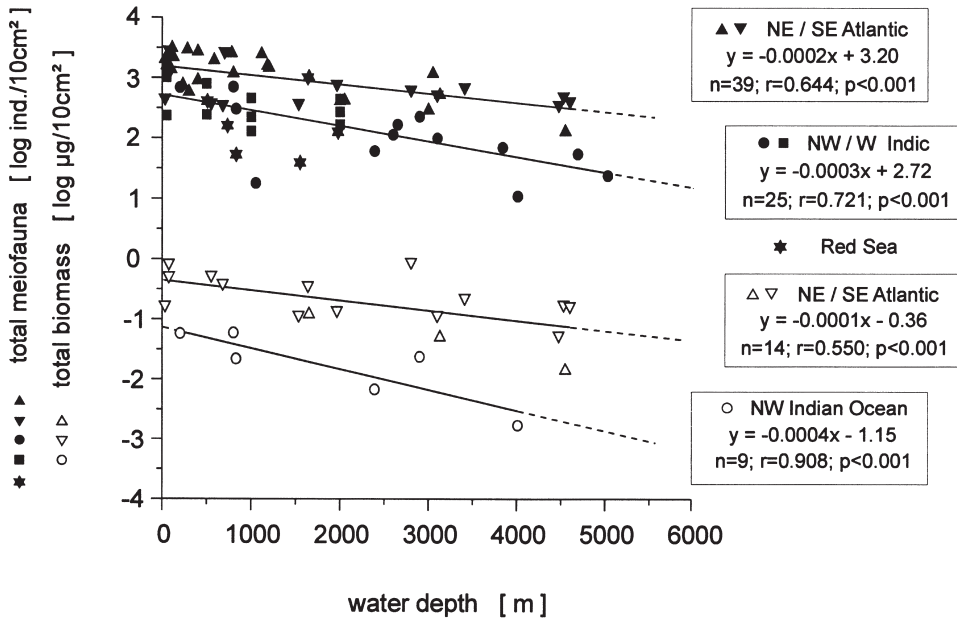 total meiofauna [ log ind./10cm² ]
total biomass [ log µg/10cm² ]
4
3
2
1
0
-1
-2
-3
-4
0 1000 2000 3000 4000 5000 6000
water depth [ m ]
NE / SE Atlantic
y = -0.0002x + 3.20
n=39; r=0.644; p<0.001
NW / W Indic
y = -0.0003x + 2.72
n=25; r=0.721; p<0.001
Red Sea
NE / SE Atlantic
y = -0.0001x - 0.36
n=14; r=0.550; p<0.001
NW Indian Ocean
y = -0.0004x - 1.15
n=9; r=0.908; p<0.001